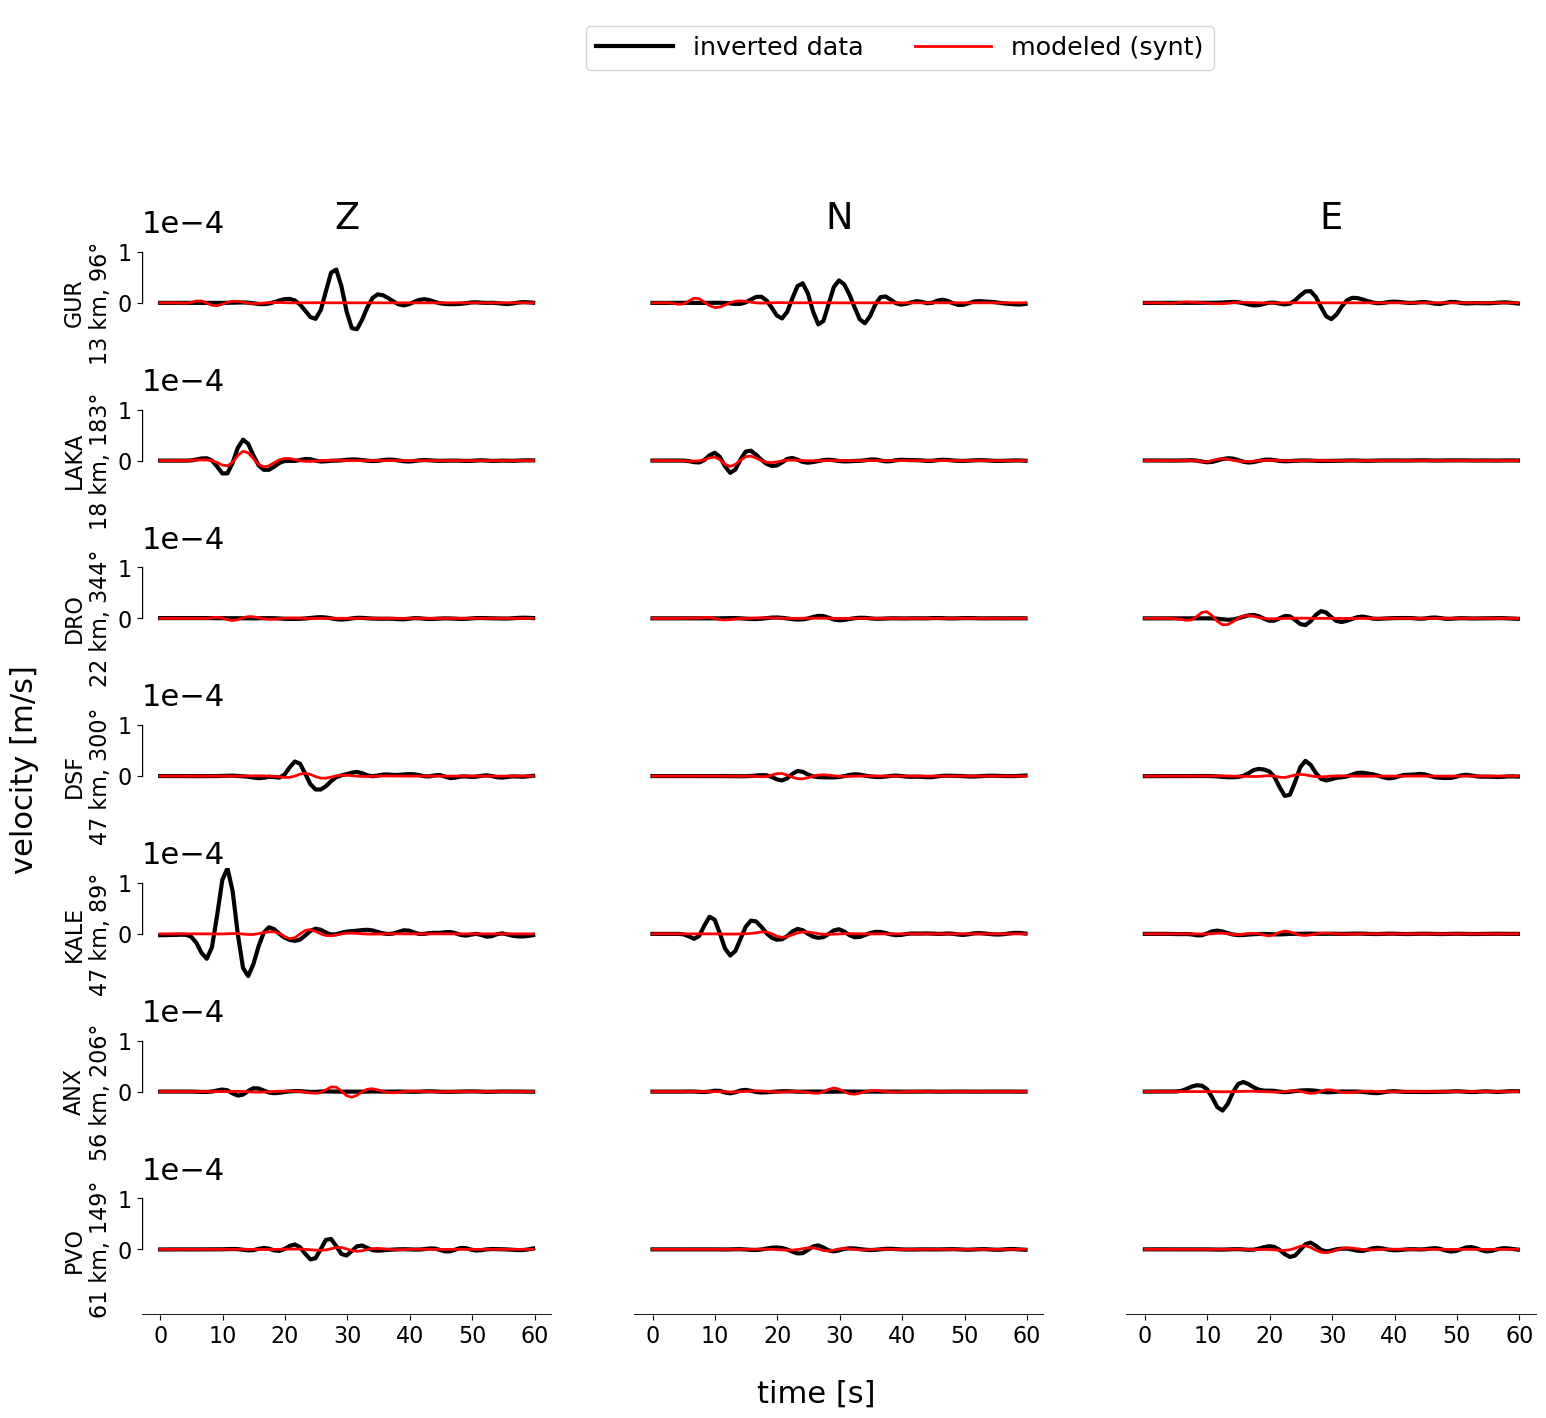 inverted data modeled (synt)
Z N E
1e−4
1
0
GUR
13 km, 96°
1e−4
1
0
LAKA
18 km, 183°
1e−4
1
0
DRO
22 km, 344°
1e−4
1
0
DSF
47 km, 300°
1e−4
1
0
KALE
47 km, 89°
1e−4
1
0
ANX
56 km, 206°
1e−4
1
0
PVO
61 km, 149°
velocity [m/s]
0 10 20 30 40 50 60 0 10 20 30 40 50 60 0 10 20 30 40 50 60
time [s]